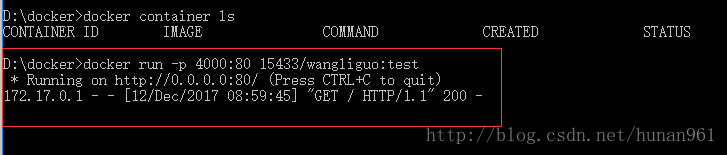 D:\docker>docker container ls
CONTAINER ID IMAGE COMMAND CREATED STATUS
D:\docker>docker run -p 4000:80 15433/wangliguo:test
* Running on http://0.0.0.0:80/ (Press CTRL+C to quit)
172.17.0.1 - - [12/Dec/2017 08:59:45] "GET / HTTP/1.1" 200 -
http://blog.csdn.net/hunan961